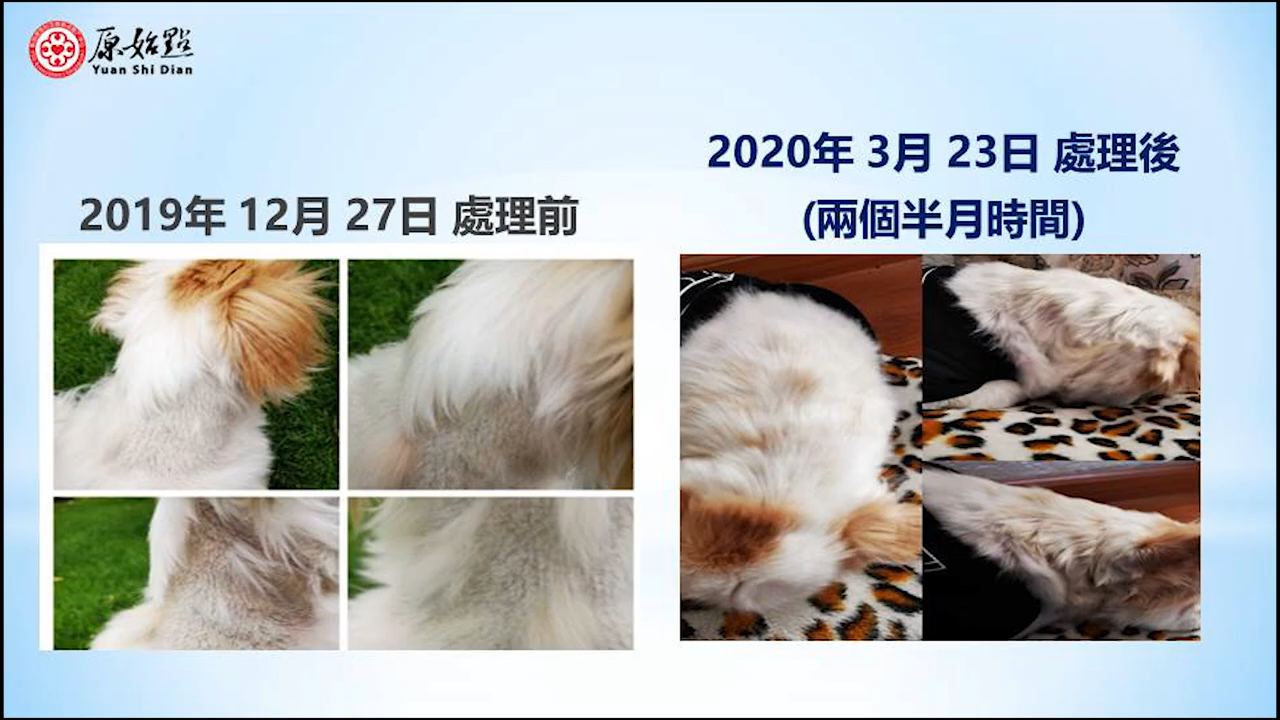 原始點
Yuan Shi Dian
2019年 12月 27日 處理前
2020年 3月 23日 處理後
(兩個半月時間)